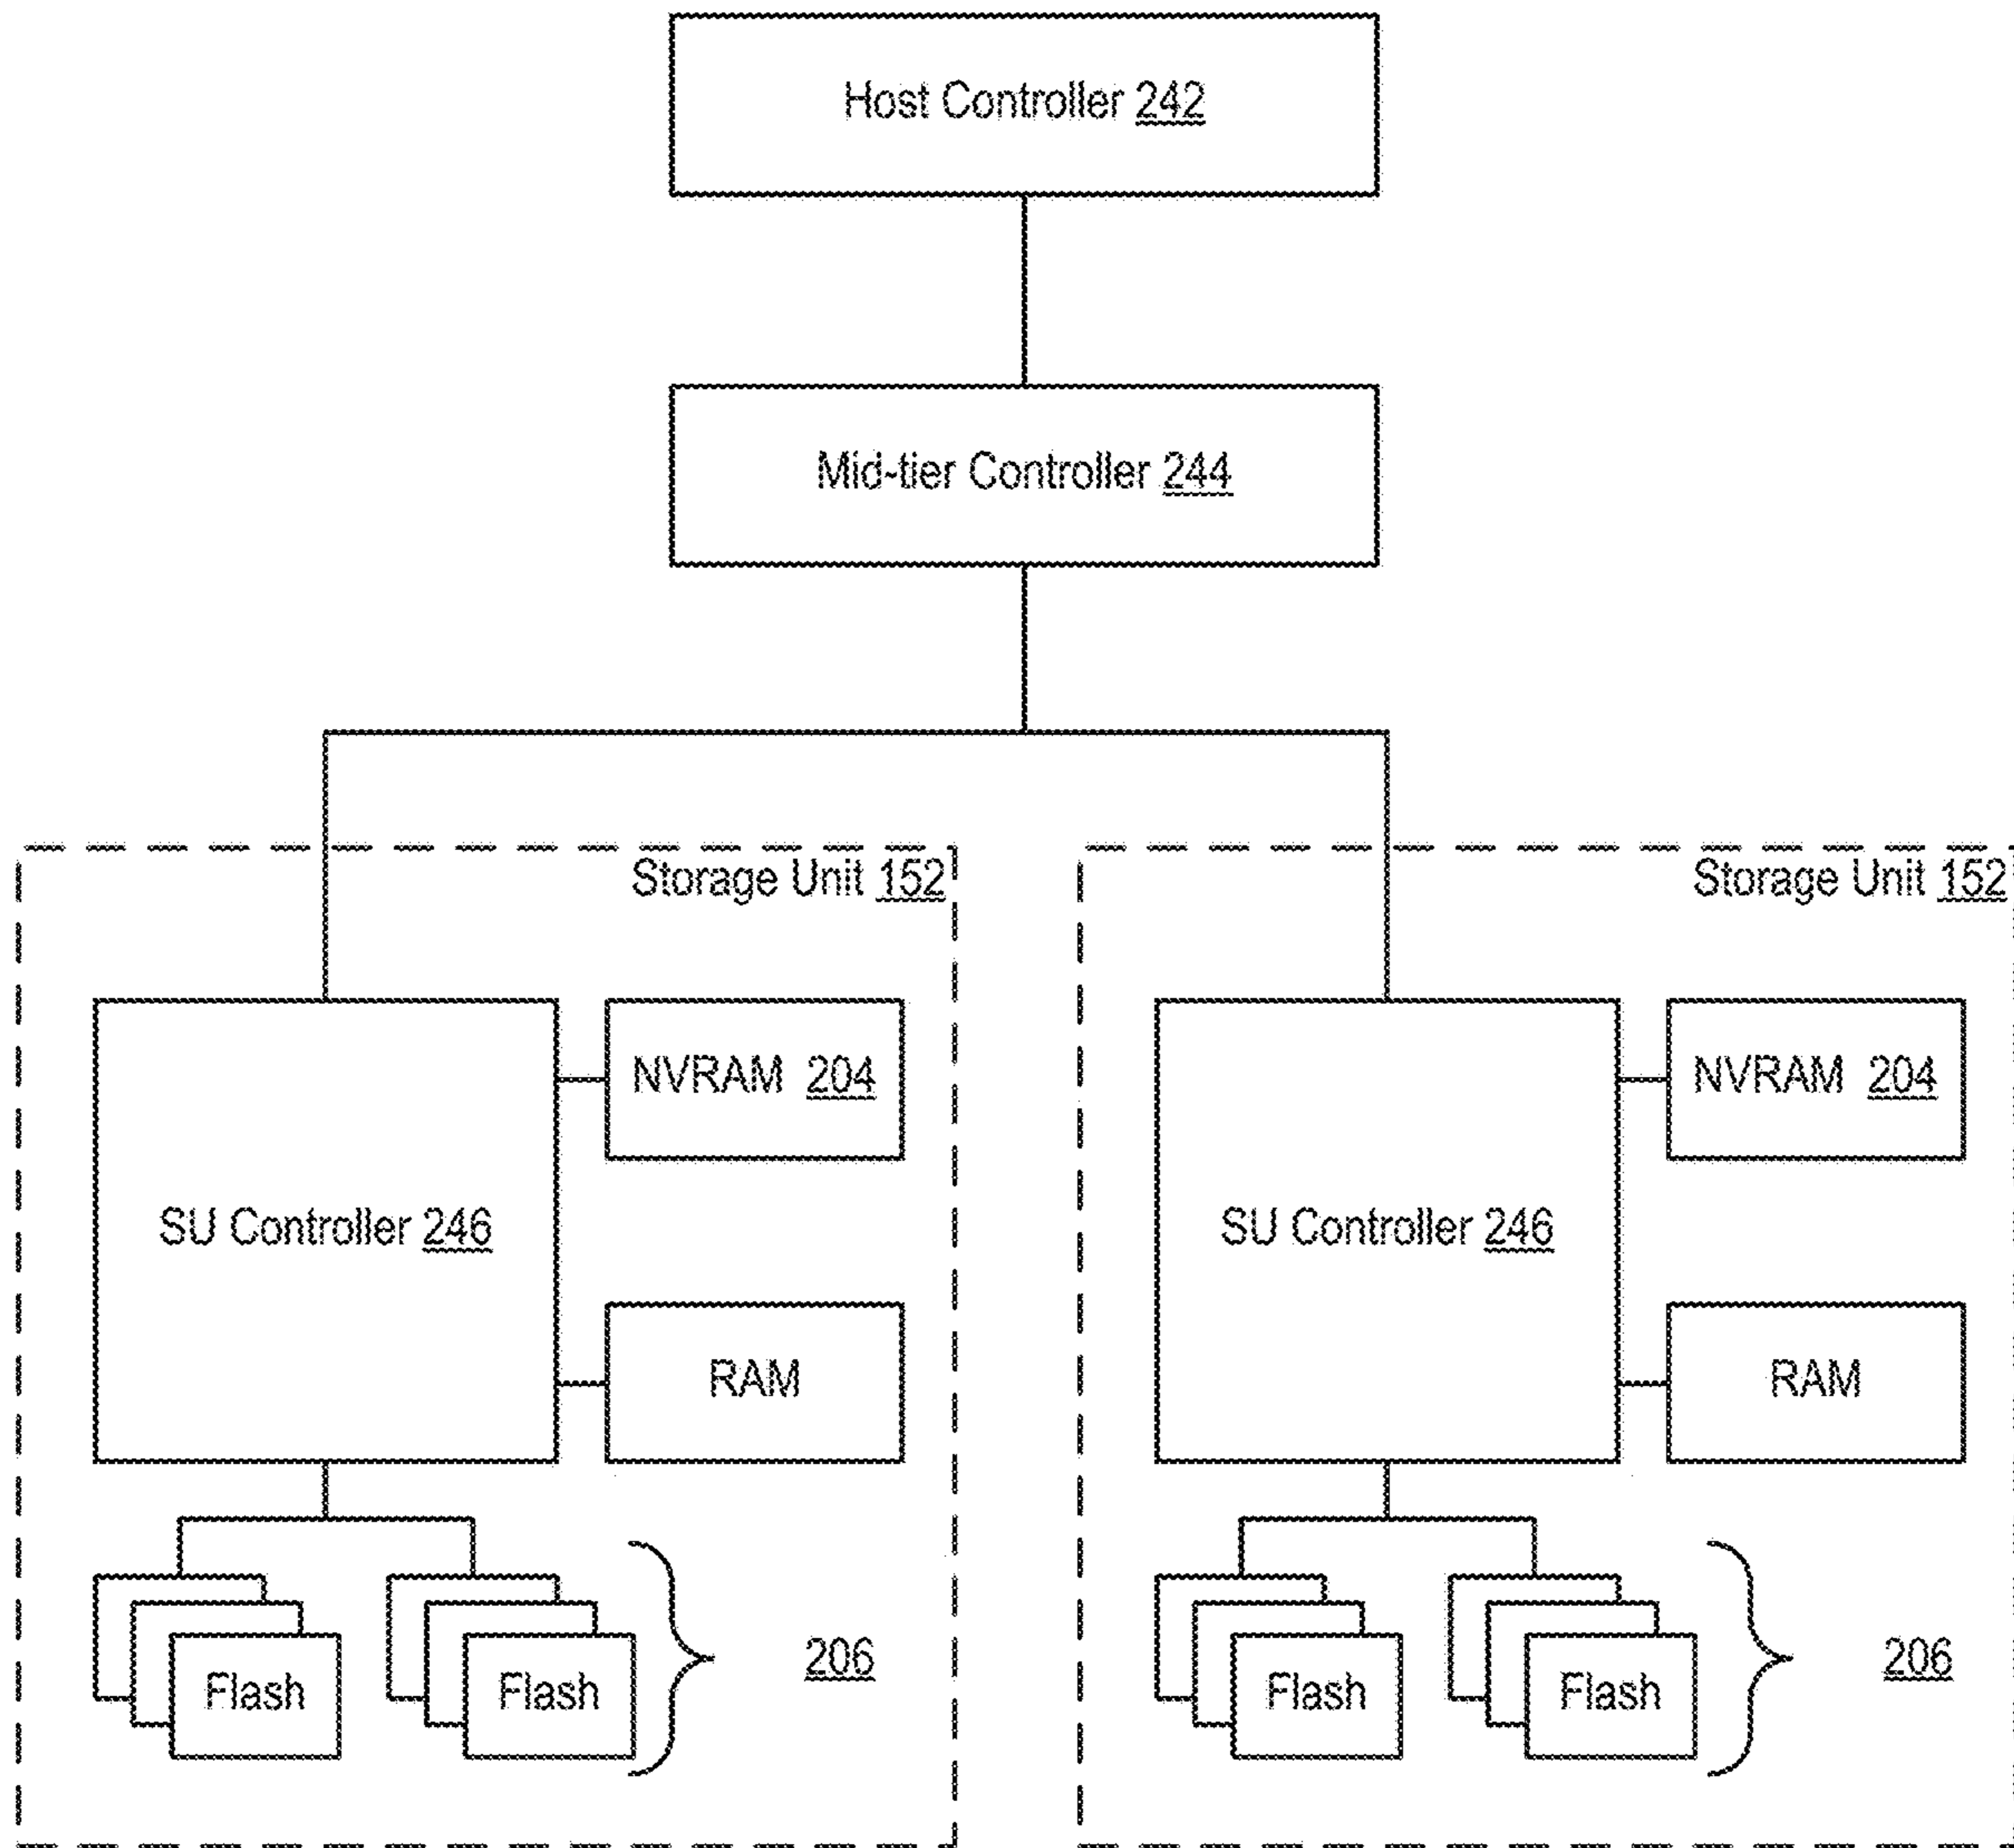 Host Controller 242
Mid-tier Controller 244
Storage Unit 152
NVRAM 204
SU Controller 246
RAM
Flash
Flash
206
Storage Unit 152
NVRAM 204
SU Controller 246
RAM
Flash
Flash
206